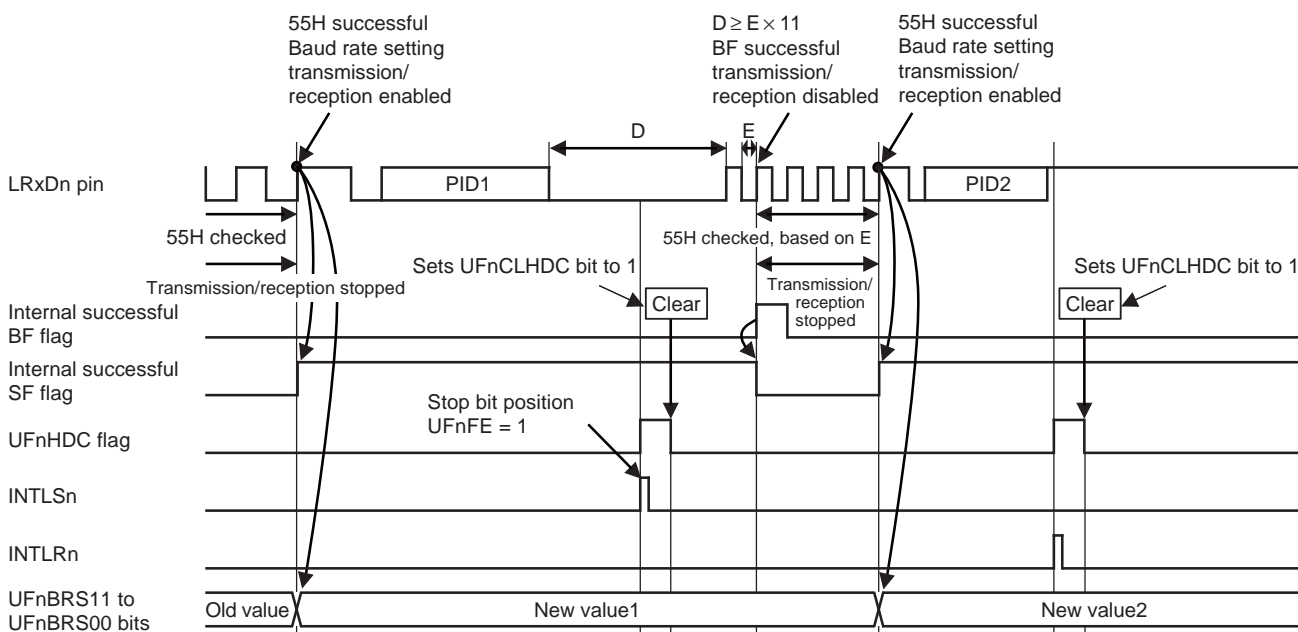 55H successful
Baud rate setting
transmission/
reception enabled
D ≥ E × 11
BF successful
transmission/
reception disabled
55H successful
Baud rate setting
transmission/
reception enabled
D
E
LRxDn pin
PID1
PID2
55H checked
55H checked, based on E
Transmission/reception stopped
Sets UFnCLHDC bit to 1
Transmission/
reception
stopped
Sets UFnCLHDC bit to 1
Clear
Clear
Internal successful
BF flag
Internal successful
SF flag
Stop bit position
UFnFE = 1
UFnHDC flag
INTLSn
INTLRn
UFnBRS11 to
UFnBRS00 bits
Old value
New value1
New value2